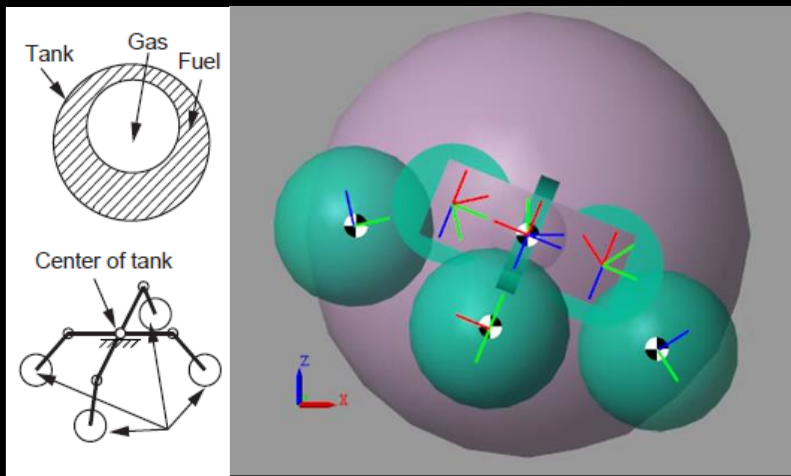 Gas
Tank
Fuel
Center of tank
Z
X